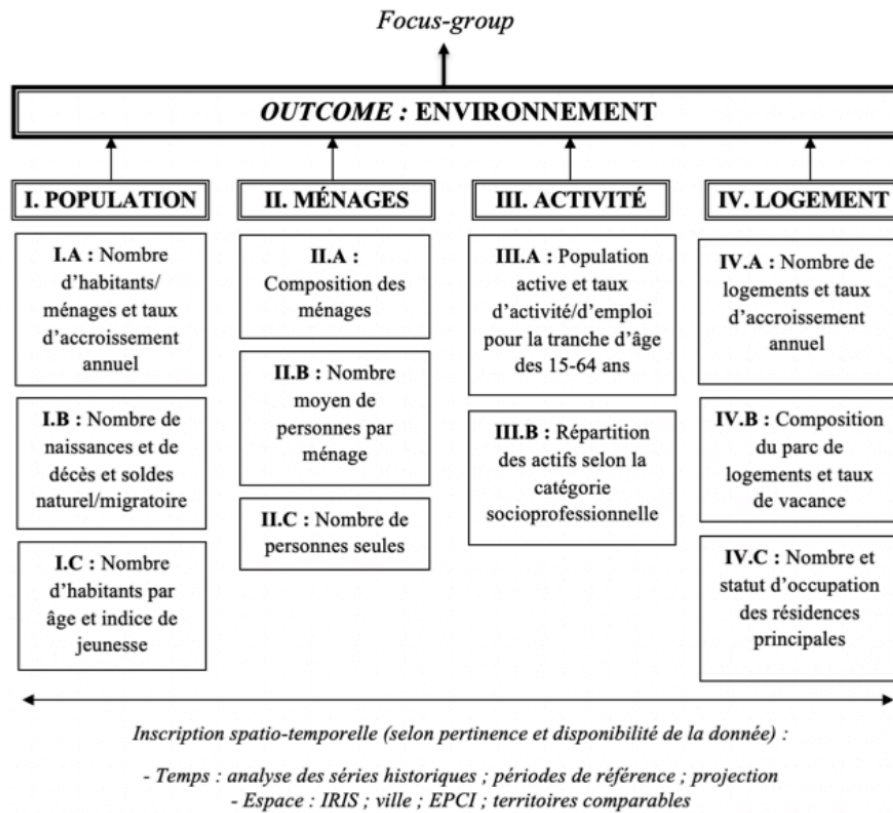 Focus-group
OUTCOME : ENVIRONNEMENT
I. POPULATION
I.A : Nombre
d’habitants/
ménages et taux
d’accroissement
annuel
I.B : Nombre de
naissances et de
décès et soldes
naturel/migratoire
I.C : Nombre
d’habitants par
âge et indice de
jeunesse
II. MÉNAGES
II.A :
Composition des
ménages
II.B : Nombre
moyen de
personnes par
ménage
II.C : Nombre de
personnes seules
III. ACTIVITÉ
III.A : Population
active et taux
d’activité/d’emploi
pour la tranche d’âge
des 15-64 ans
III.B : Répartition
des actifs selon la
catégorie
socioprofessionnelle
IV. LOGEMENT
IV.A : Nombre de
logements et taux
d’accroissement
annuel
IV.B : Composition
du parc de
logements et taux
de vacance
IV.C : Nombre et
statut d’occupation
des résidences
principales
Inscription spatio-temporelle (selon pertinence et disponibilité de la donnée) :
- Temps : analyse des séries historiques ; périodes de référence ; projection
- Espace : IRIS ; ville ; EPCI ; territoires comparables